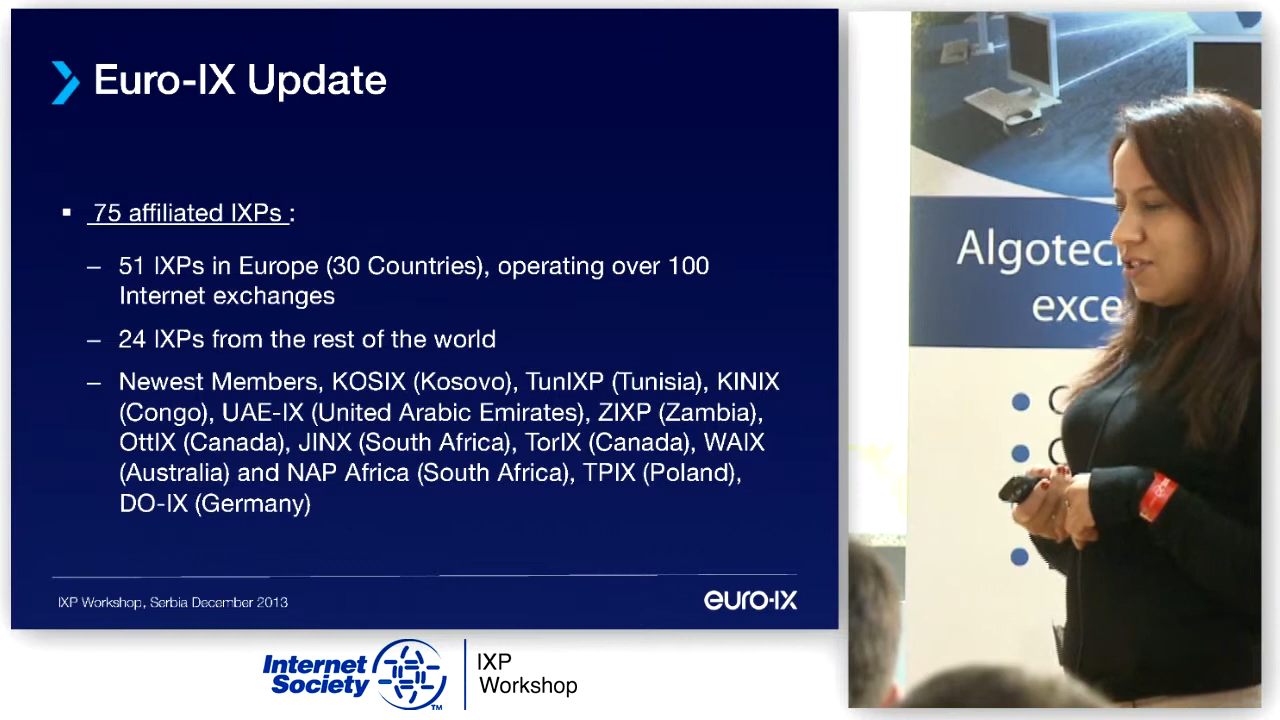 Euro-IX Update
▪ 75 affiliated IXPs :
– 51 IXPs in Europe (30 Countries), operating over 100
Internet exchanges
– 24 IXPs from the rest of the world
– Newest Members, KOSIX (Kosovo), TunIXP (Tunisia), KINIX
(Congo), UAE-IX (United Arabic Emirates), ZIXP (Zambia),
OttIX (Canada), JINX (South Africa), TorIX (Canada), WAIX
(Australia) and NAP Africa (South Africa), TPIX (Poland),
DO-IX (Germany)
IXP Workshop, Serbia December 2013
euro-ix
Internet
Society
TM
IXP
Workshop